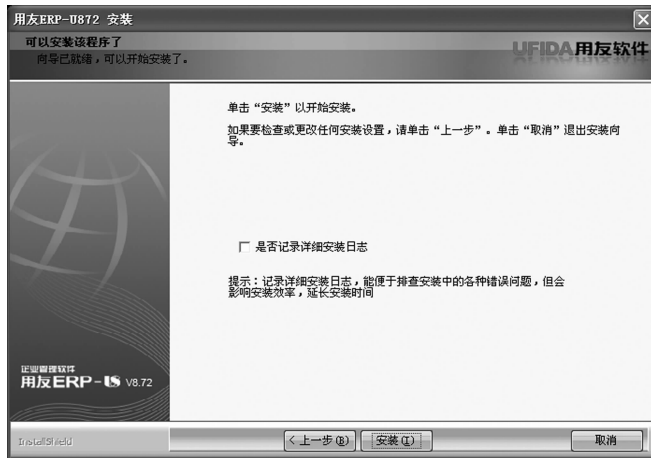 用友ERP-U872 安装
可以安装该程序了
向导已就绪，可以开始安装了。
UFIDA用友软件
单击“安装”以开始安装。
如果要检查或更改任何安装设置，请单击“上一步”。单击“取消”退出安装向
导。
是否记录详细安装日志
提示：记录详细安装日志，能便于排查安装中的各种错误问题，但会
影响安装效率，延长安装时间
企业管理软件
用友ERP-U8 V8.72
InstallShield
<上一步(B)
安装(I)
取消